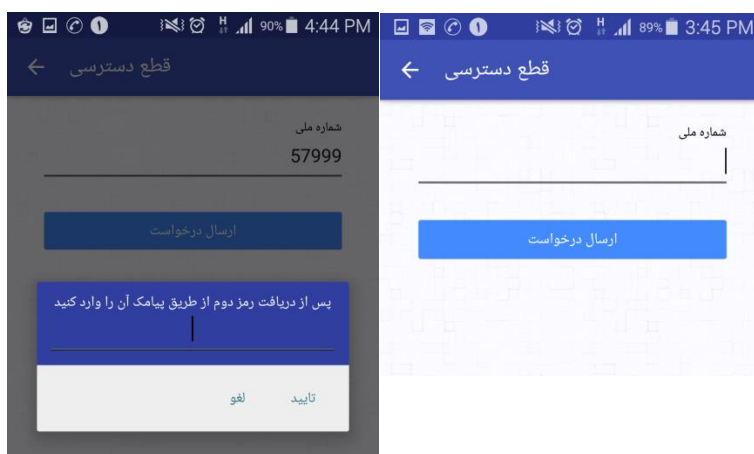 90% 4:44 PM
قطع دسترسی
شماره ملی
57999
ارسال درخواست
پس از دریافت رمز دوم از طریق پیامک آن را وارد کنید
تایید لغو
89% 3:45 PM
قطع دسترسی
شماره ملی
ارسال درخواست